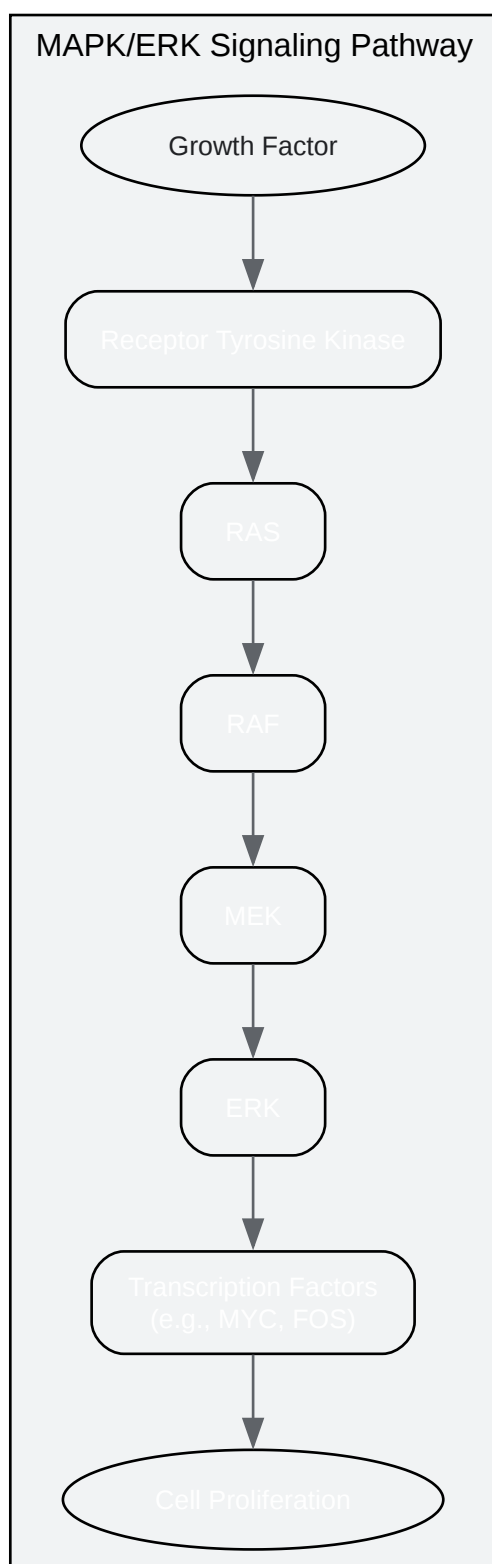 MAPK/ERK Signaling Pathway
Growth Factor
Receptor Tyrosine Kinase
RAS
RAF
MEK
ERK
Transcription Factors
(e.g., MYC, FOS)
Cell Proliferation